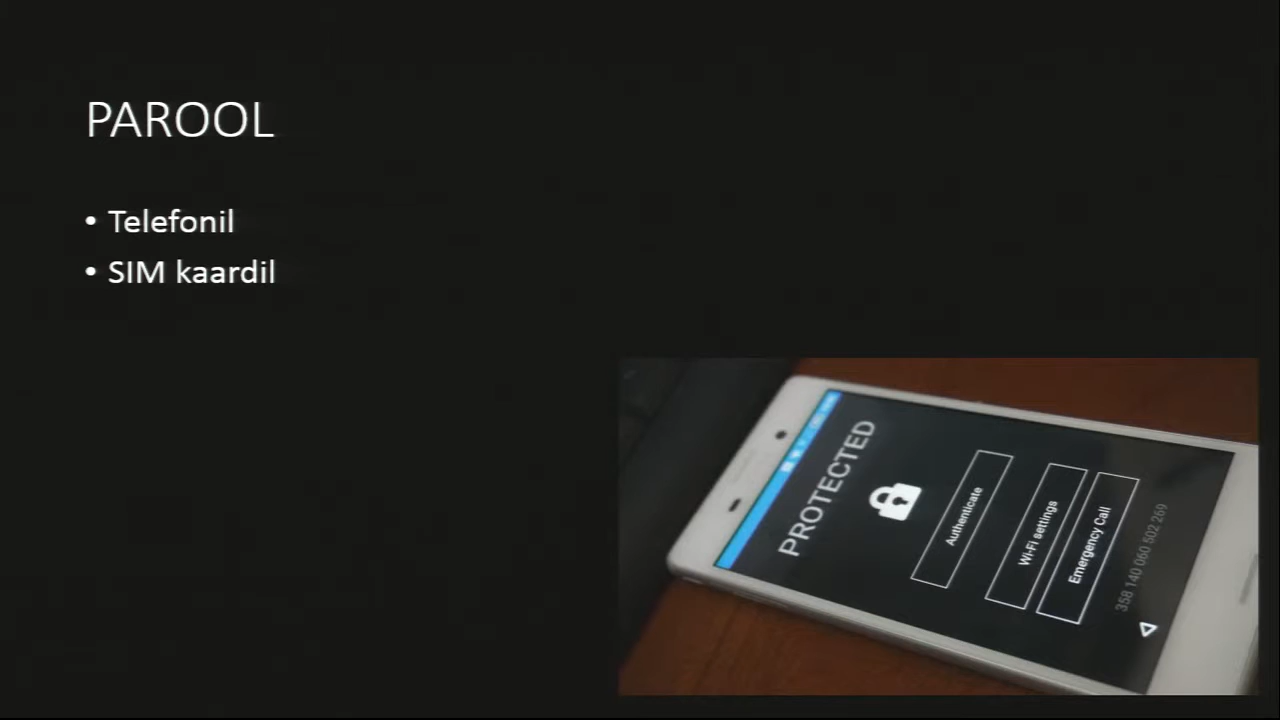 PAROOL
• Telefonil
• SIM kaardil
PROTECTED
Authenticate
Wi-Fi settings
Emergency Call
358 140 060 502 269